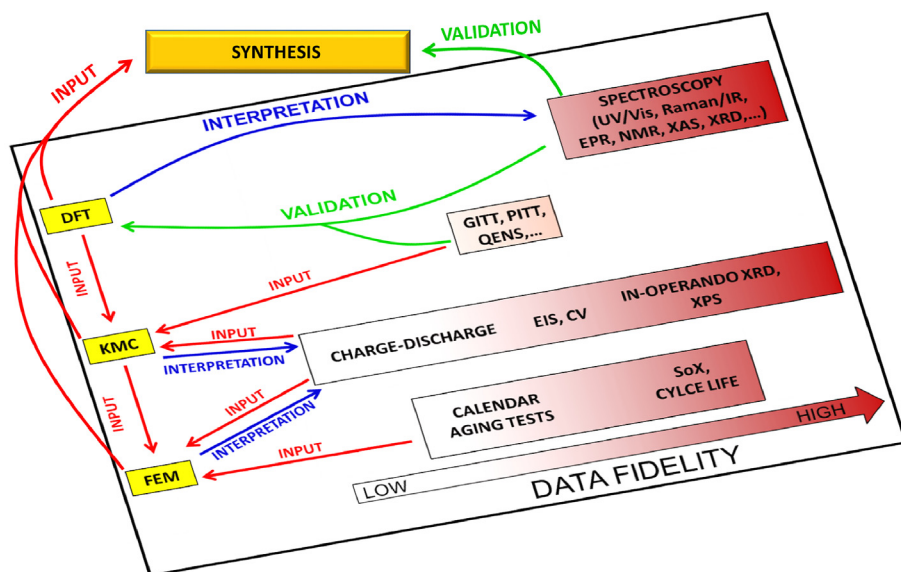 VALIDATION
SYNTHESIS
INPUT
INTERPRETATION
SPECTROSCOPY
(UV/Vis, Raman/IR,
EPR, NMR, XAS, XRD,...)
DFT
VALIDATION
GITT, PITT,
QENS,...
INPUT
INPUT
KMC
INPUT
INTERPRETATION
CHARGE-DISCHARGE
EIS, CV
IN-OPERANDO XRD,
XPS
INPUT
INPUT
INTERPRETATION
CALENDAR
AGING TESTS
SoX,
CYLCE LIFE
INPUT
FEM
LOW
HIGH
DATA FIDELITY